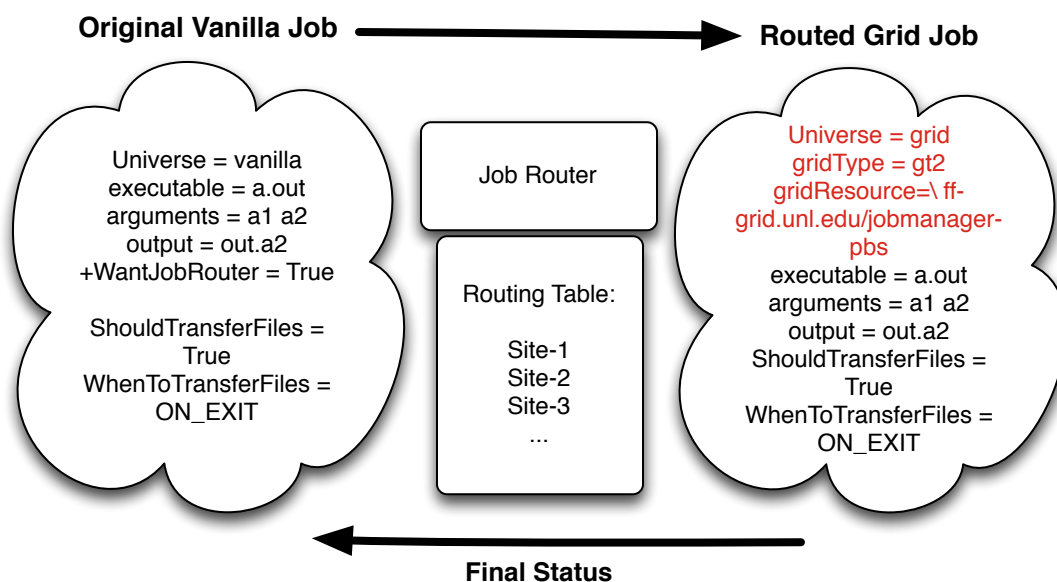 Original Vanilla Job
Routed Grid Job
Universe = vanilla
executable = a.out
arguments = a1 a2
output = out.a2
+WantJobRouter = True
ShouldTransferFiles =
True
WhenToTransferFiles =
ON_EXIT
Job Router
Routing Table:
Site-1
Site-2
Site-3
...
Universe = grid
gridType = gt2
gridResource=\ ff-
grid.unl.edu/jobmanager-
pbs
executable = a.out
arguments = a1 a2
output = out.a2
ShouldTransferFiles =
True
WhenToTransferFiles =
ON_EXIT
Final Status